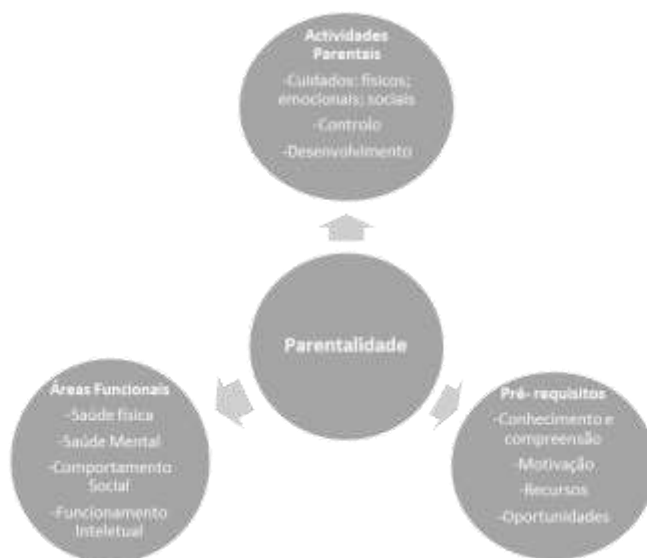 Actividades
Parentais
-Cuidados: físicos;
emocionais; sociais
-Controlo
-Desenvolvimento
Parentalidade
Áreas Funcionais
-Saúde física
-Saúde Mental
-Comportamento
Social
-Funcionamento
Inteletual
Pré- requisitos
-Conhecimento e
compreensão
-Motivação
-Recursos
-Oportunidades